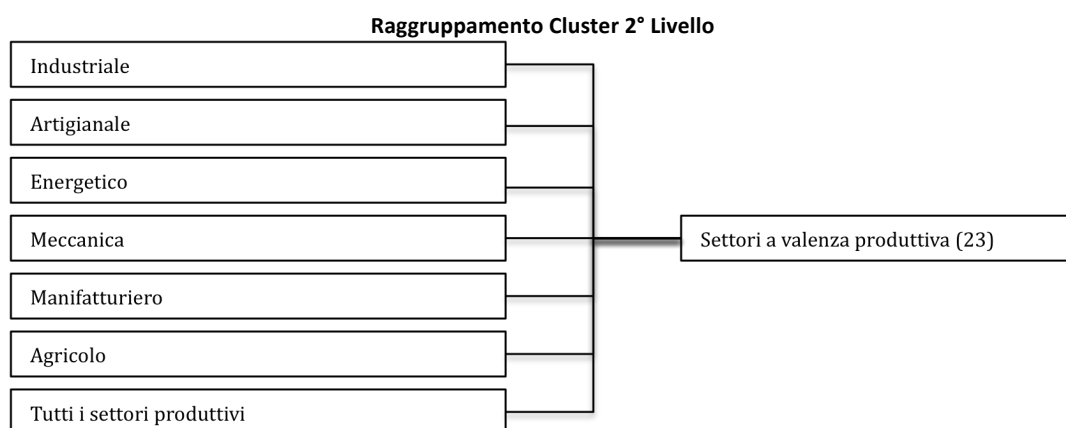 Raggruppamento Cluster 2° Livello
Industriale
Artigianale
Energetico
Meccanica
Settori a valenza produttiva (23)
Manifatturiero
Agricolo
Tutti i settori produttivi